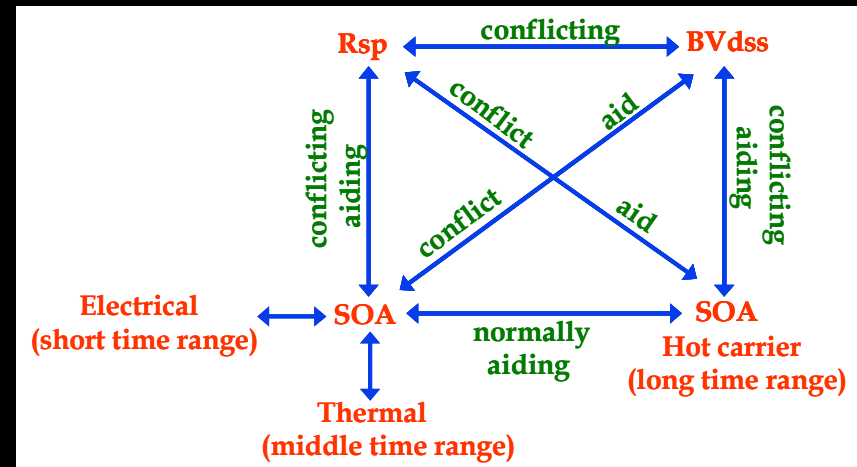 conflicting
Rsp
BVdss
conflict
aid
conflicting
aiding
conflicting
aiding
conflict
aid
Electrical
(short time range)
SOA
normally
aiding
SOA
Hot carrier
(long time range)
Thermal
(middle time range)